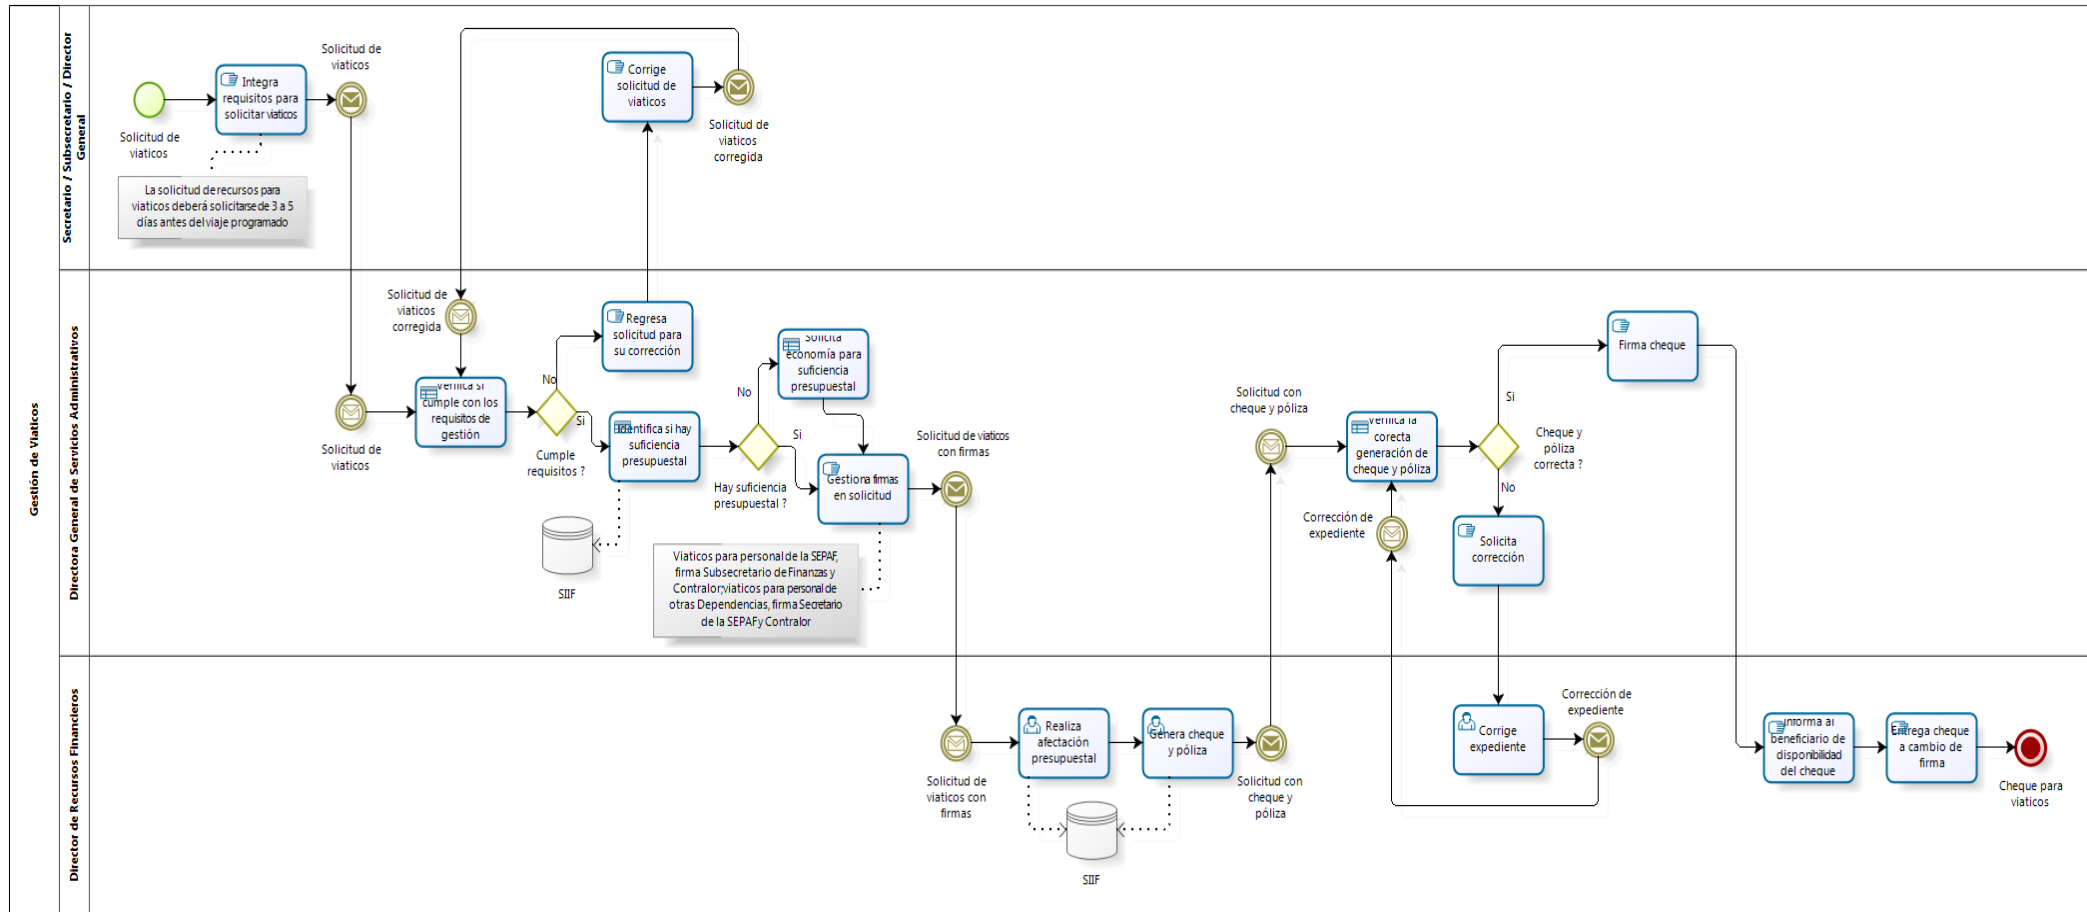 Gestión de Viaticos
Secretario / Subsecretario / Director
General
Solicitud de
viaticos
Integra
requisitos para
solicitar viaticos
Solicitud de
viaticos
La solicitud de recursos para
viaticos deberá solicitarse de 3 a 5
días antes del viaje programado
Corrige
solicitud de
viaticos
Solicitud de
viaticos
corregida
Directora General de Servicios Administrativos
Solicitud de
viaticos
corregida
Solicitud de
viaticos
Verifica si
cumple con los
requisitos de
gestión
No
Si
Cumple
requisitos ?
Regresa
solicitud para
su corrección
Identifica si hay
suficiencia
presupuestal
SIIF
No
Si
Hay suficiencia
presupuestal ?
Solicita
economía para
suficiencia
presupuestal
Gestiona firmas
en solicitud
Viaticos para personal de la SEPAF,
firma Subsecretario de Finanzas y
Contralor;viaticos para personal de
otras Dependencias, firma Secretario
de la SEPAF y Contralor
Solicitud de viaticos
con firmas
Solicitud con
cheque y póliza
Verifica la
corecta
generación de
cheque y póliza
Corrección de
expediente
Si
No
Cheque y
póliza
correcta ?
Solicita
corrección
Firma cheque
Director de Recursos Financieros
Solicitud de
viaticos con
firmas
Realiza
afectación
presupuestal
Genera cheque
y póliza
SIIF
Solicitud con
cheque y
póliza
Corrige
expediente
Corrección de
expediente
Informa al
beneficiario de
disponibilidad
del cheque
Entrega cheque
a cambio de
firma
Cheque para
viaticos